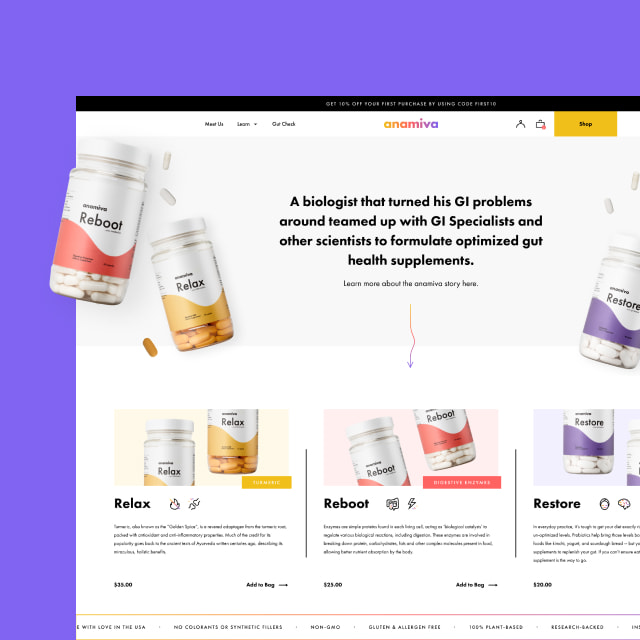 GET 10% OFF YOUR FIRST PURCHASE BY USING CODE FIRST10
Meet Us
Learn
Gut Check
anamiva
Shop
anamiva
Reboot
anamiva
Relax
anamiva
Restore
A biologist that turned his GI problems
around teamed up with GI Specialists and
other scientists to formulate optimized gut
health supplements.
Learn more about the anamiva story here.
anamiva
Relax
anamiva
Relax
TURMERIC
anamiva
Reboot
anamiva
Reboot
DIGESTIVE ENZYMES
anamiva
Restore
Relax
Turmeric, also known as the "Golden Spice", is a revered adaptogen from the turmeric root,
packed with antioxidant and anti-inflammatory properties. Much of the credit for its
popularity goes back to the ancient texts of Ayurveda written centuries ago, describing its
miraculous, holistic benefits.
$35.00
Add to Bag
Reboot
Enzymes are simple proteins found in each living cell, acting as "biological catalysts" to
regulate various biological reactions, including digestion. These enzymes are involved in
breaking down protein, carbohydrates, fats and other complex molecules present in food,
allowing better nutrient absorption by the body.
$25.00
Add to Bag
Restore
In everyday practice, it's tough to get your diet exactly
un-optimized levels. Probiotics help bring those levels
foods like kimchi, yogurt, and sourdough bread — but
supplements to replenish your gut. If you can't ensure
supplement is the way to go.
$20.00
E WITH LOVE IN THE USA · NO COLORANTS OR SYNTHETIC FILLERS · NON-GMO · GLUTEN & ALLERGEN FREE · 100% PLANT-BASED · RESEARCH-BACKED